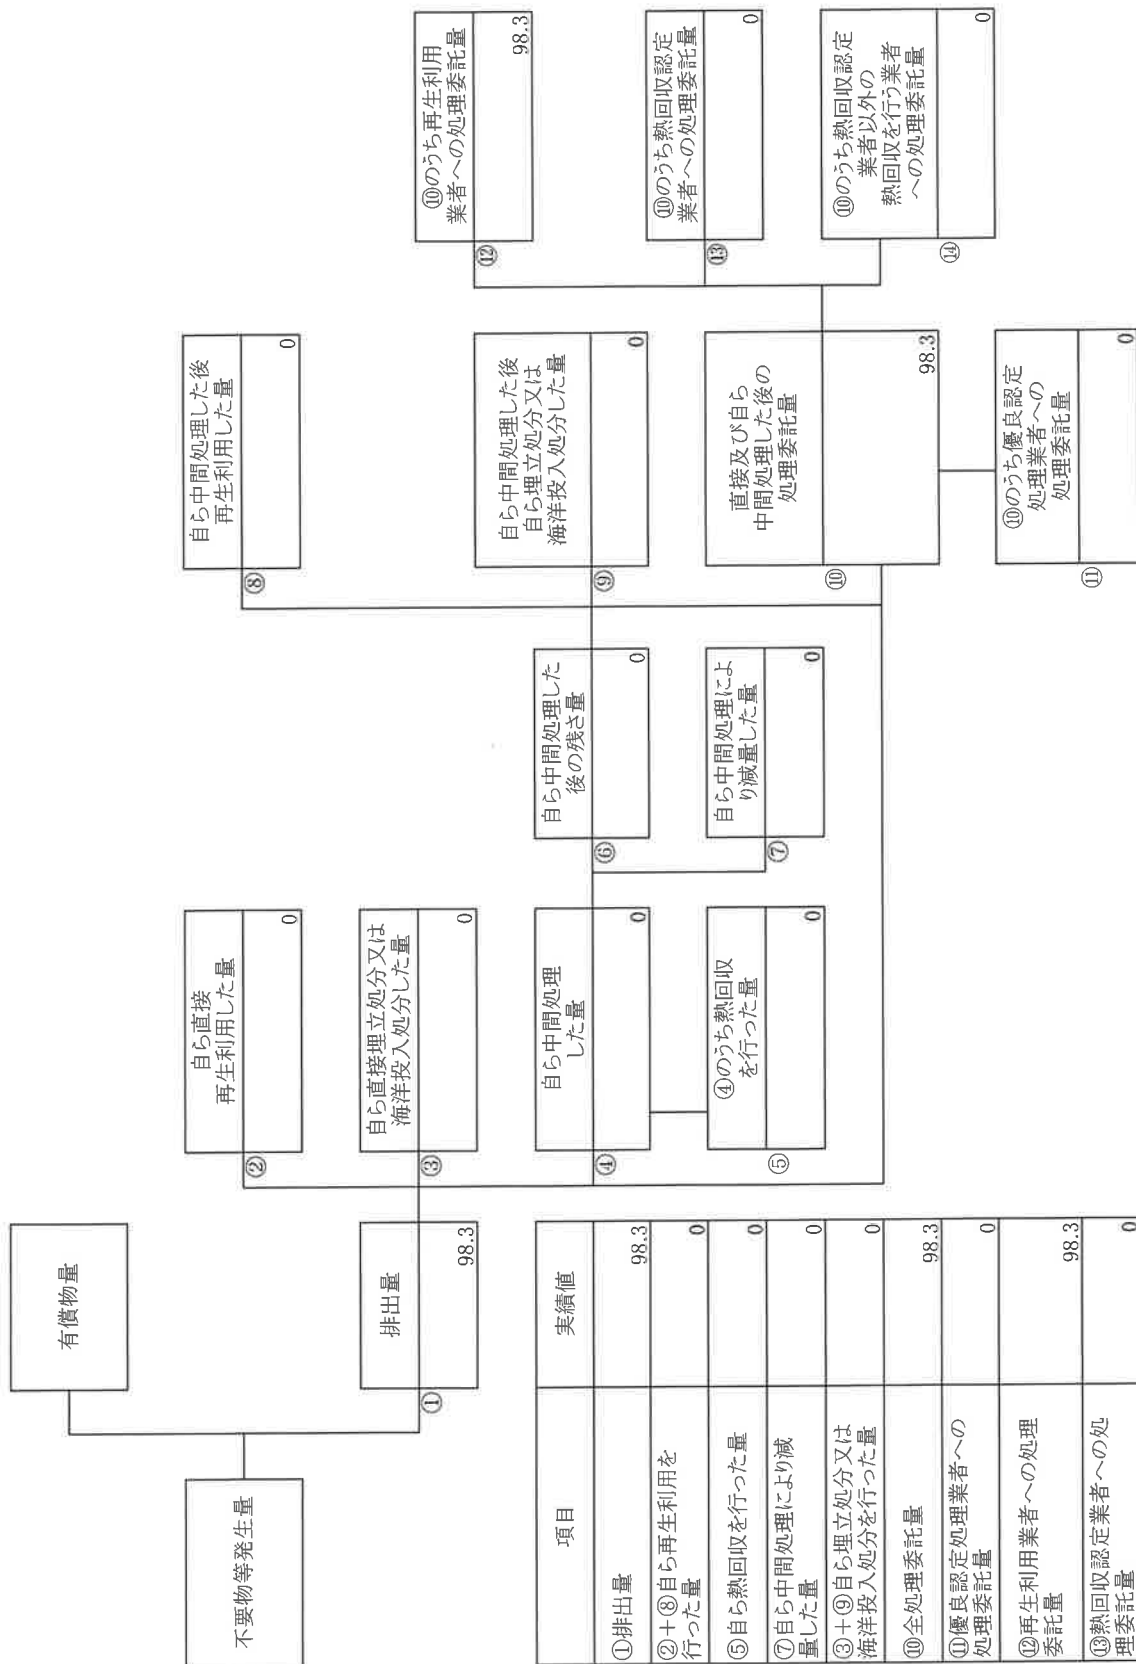 不要物等発生量
有償物量
①
排出量
98.3
②
自ら直接
再生利用した量
0
③
自ら直接埋立処分又は
海洋投入処分した量
0
④
自ら中間処理
した量
0
⑤
④のうち熱回収
を行った量
0
⑥
自ら中間処理した
後の残さ量
0
⑦
自ら中間処理によ
り減量した量
0
⑧
自ら中間処理した後
再生利用した量
0
⑨
自ら中間処理した後
自ら埋立処分又は
海洋投入処分した量
0
⑩
直接及び自ら
中間処理した後の
処理委託量
98.3
⑪
⑩のうち優良認定
処理業者への
処理委託量
0
⑫
⑩のうち再生利用
業者への処理委託量
98.3
⑬
⑩のうち熱回収認定
業者への処理委託量
0
⑭
⑩のうち熱回収認定
業者以外の
熱回収を行う業者
への処理委託量
0
項目 実績値
①排出量 98.3
②+⑧自ら再生利用を
行った量 0
⑤自ら熱回収を行った量 0
⑦自ら中間処理により減
量した量 0
③+⑨自ら埋立処分又は
海洋投入処分を行った量 0
⑩全処理委託量 98.3
⑪優良認定処理業者への
処理委託量 0
⑫再生利用業者への処理
委託量 98.3
⑬熱回収認定業者への処
理委託量 0